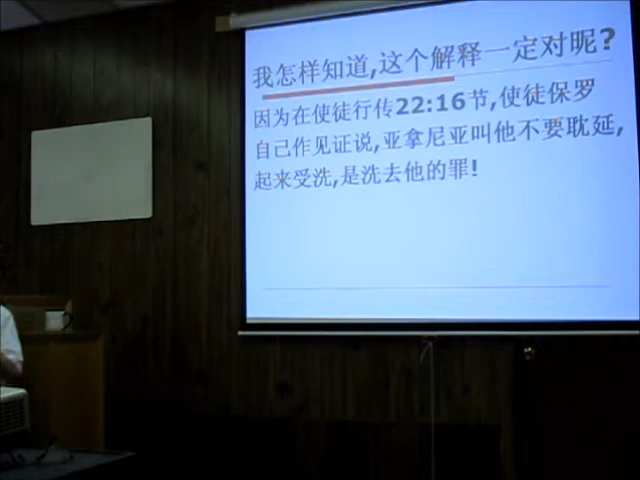 我怎样知道,这个解释一定对昵?
因为在使徒行传22:16节,使徒保罗
自己作见证说,亚拿尼亚叫他不要耽延,
起来受洗,是洗去他的罪!